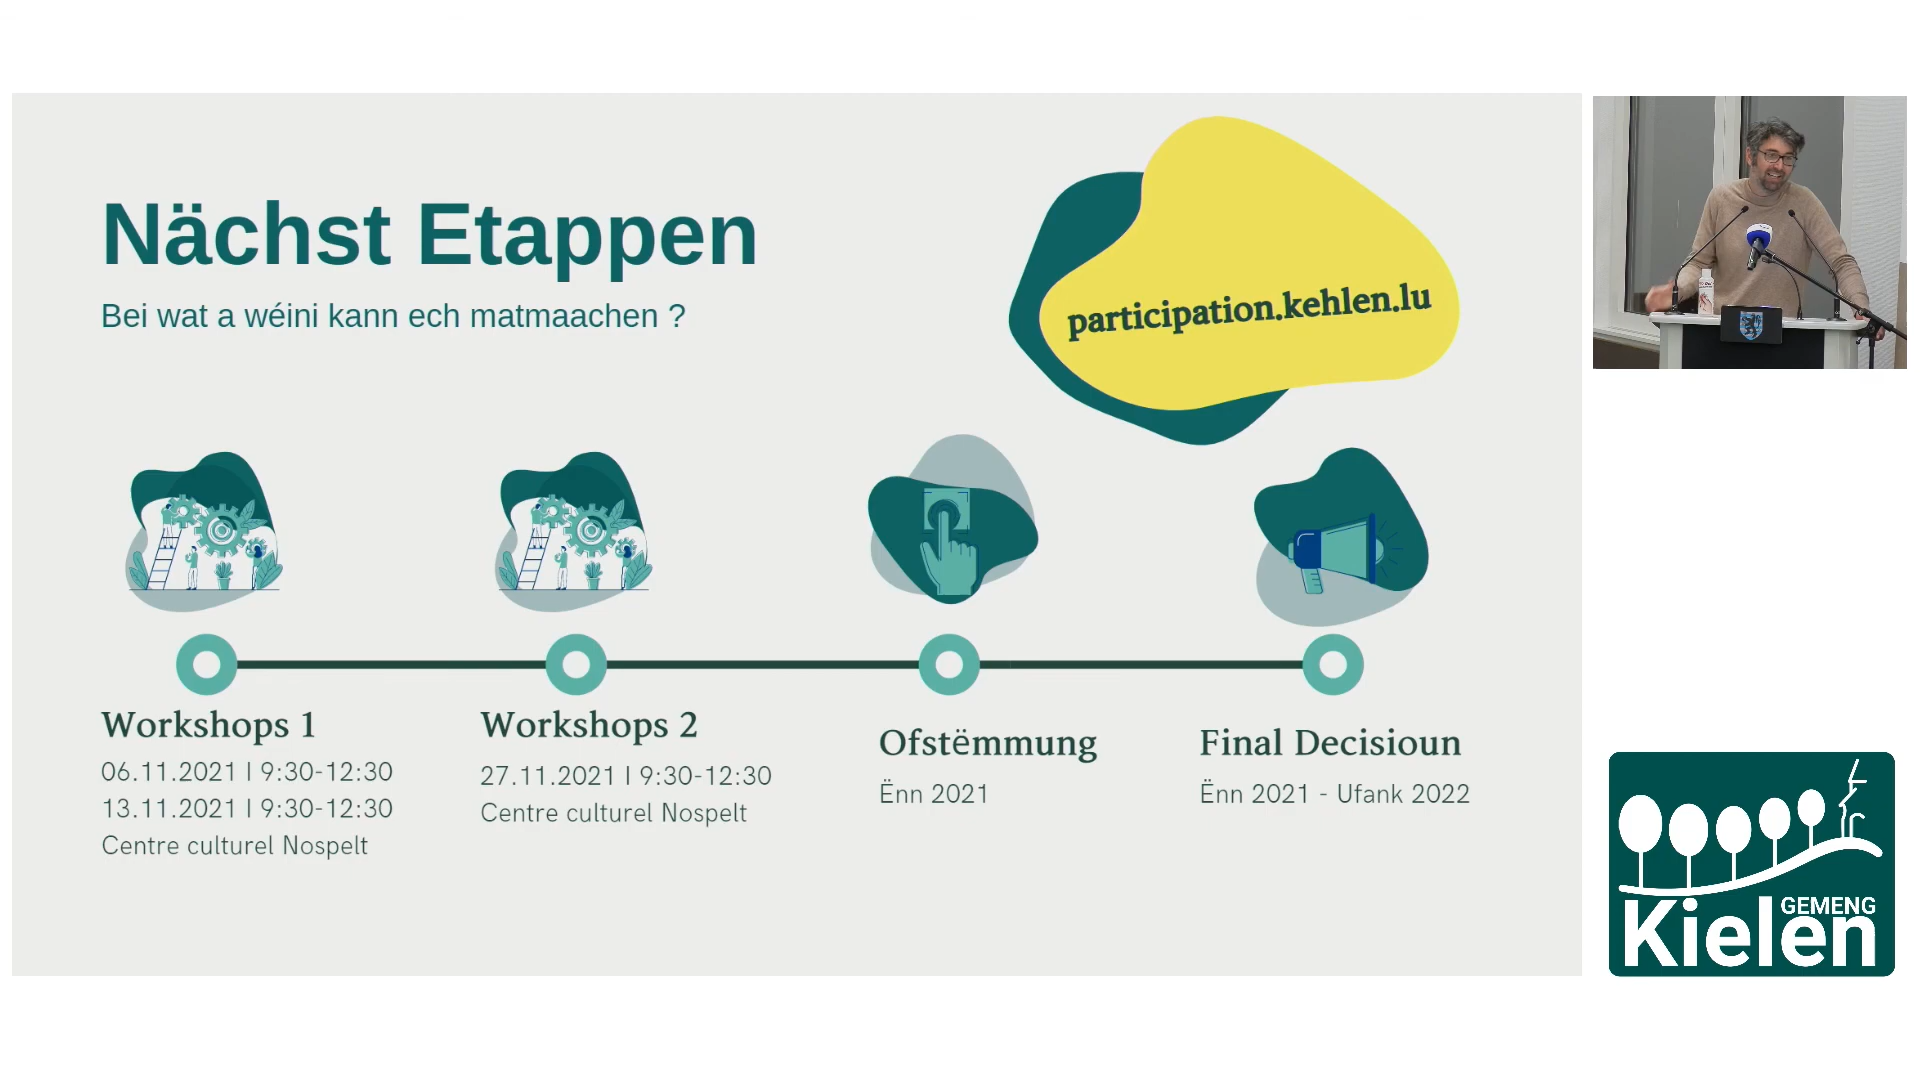 Nächst Etappen
Bei wat a wéini kann ech matmaachen ?
participation.kehlen.lu
Workshops 1
06.11.2021 | 9:30-12:30
13.11.2021 | 9:30-12:30
Centre culturel Nospelt
Workshops 2
27.11.2021 | 9:30-12:30
Centre culturel Nospelt
Ofstëmmung
Ënn 2021
Final Decisioun
Ënn 2021 - Ufank 2022
GEMENG
Kielen